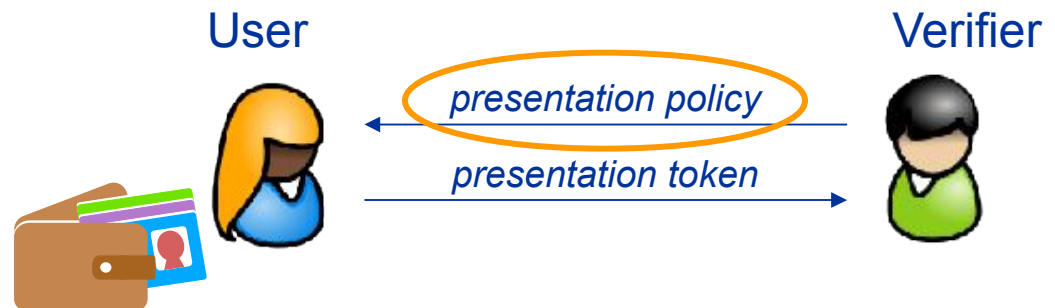 User
Verifier
presentation policy
presentation token